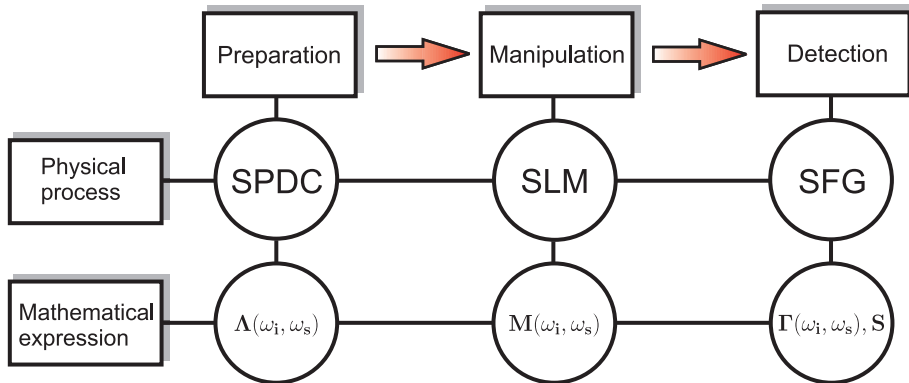 Preparation
Manipulation
Detection
Physical
process
SPDC
SLM
SFG
Mathematical
expression
Λ(ωi, ωs)
M(ωi, ωs)
Γ(ωi, ωs), S